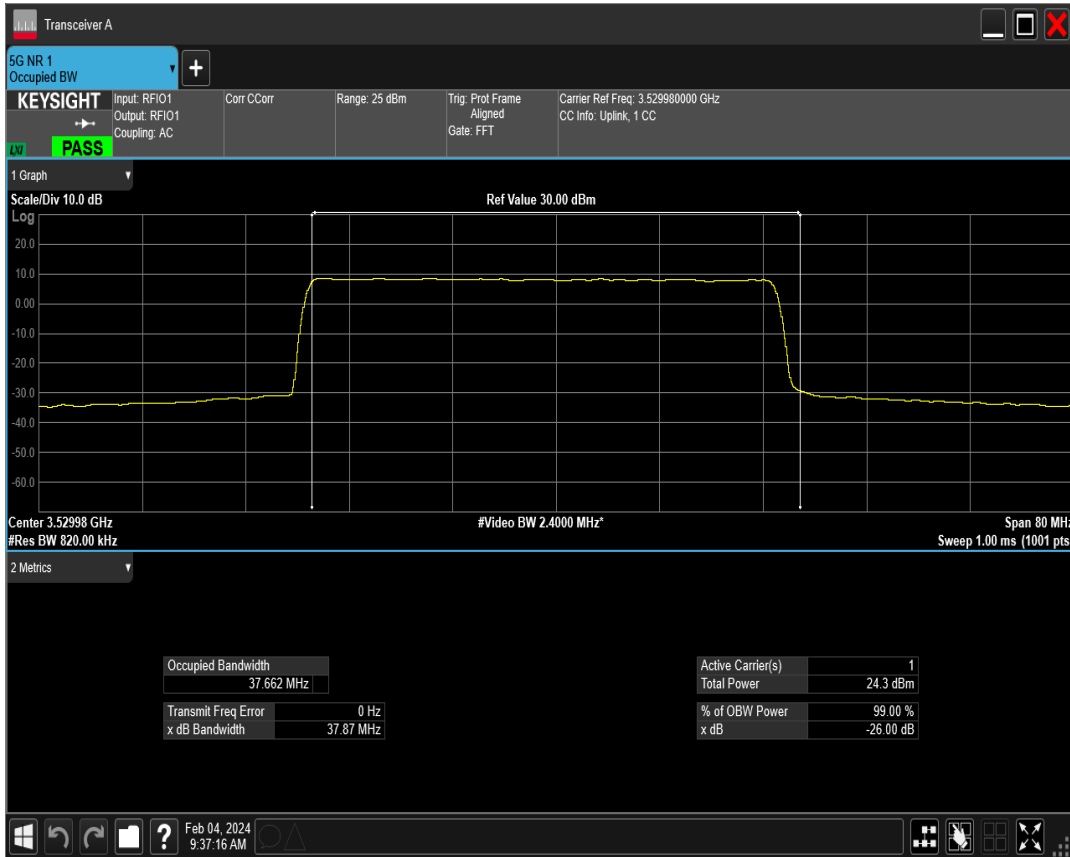 Transceiver A
5G NR 1
Occupied BW
KEYSIGHT
LXI
PASS
Input: RFIO1
Output: RFIO1
Coupling: AC
Corr CCorr
Range: 25 dBm
Trig: Prot Frame
Aligned
Gate: FFT
Carrier Ref Freq: 3.529980000 GHz
CC Info: Uplink, 1 CC
1 Graph
Scale/Div 10.0 dB
Ref Value 30.00 dBm
Log
20.0
10.0
0.00
-10.0
-20.0
-30.0
-40.0
-50.0
-60.0
Center 3.52998 GHz
#Video BW 2.4000 MHz*
Span 80 MHz
#Res BW 820.00 kHz
Sweep 1.00 ms (1001 pts
2 Metrics
Occupied Bandwidth
37.662 MHz
Transmit Freq Error 0 Hz
x dB Bandwidth 37.87 MHz
Active Carrier(s) 1
Total Power 24.3 dBm
% of OBW Power 99.00 %
x dB -26.00 dB
?
Feb 04, 2024
9:37:16 AM